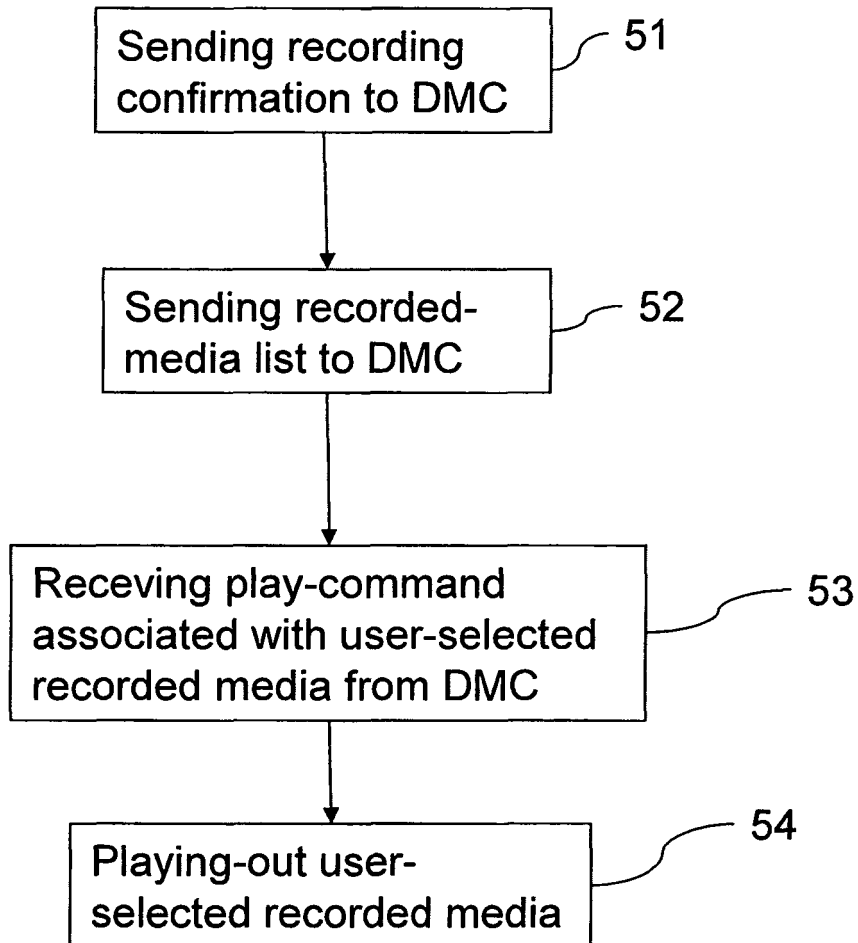 Sending recording
confirmation to DMC
51
Sending recorded-
media list to DMC
52
Receving play-command
associated with user-selected
recorded media from DMC
53
Playing-out user-
selected recorded media
54